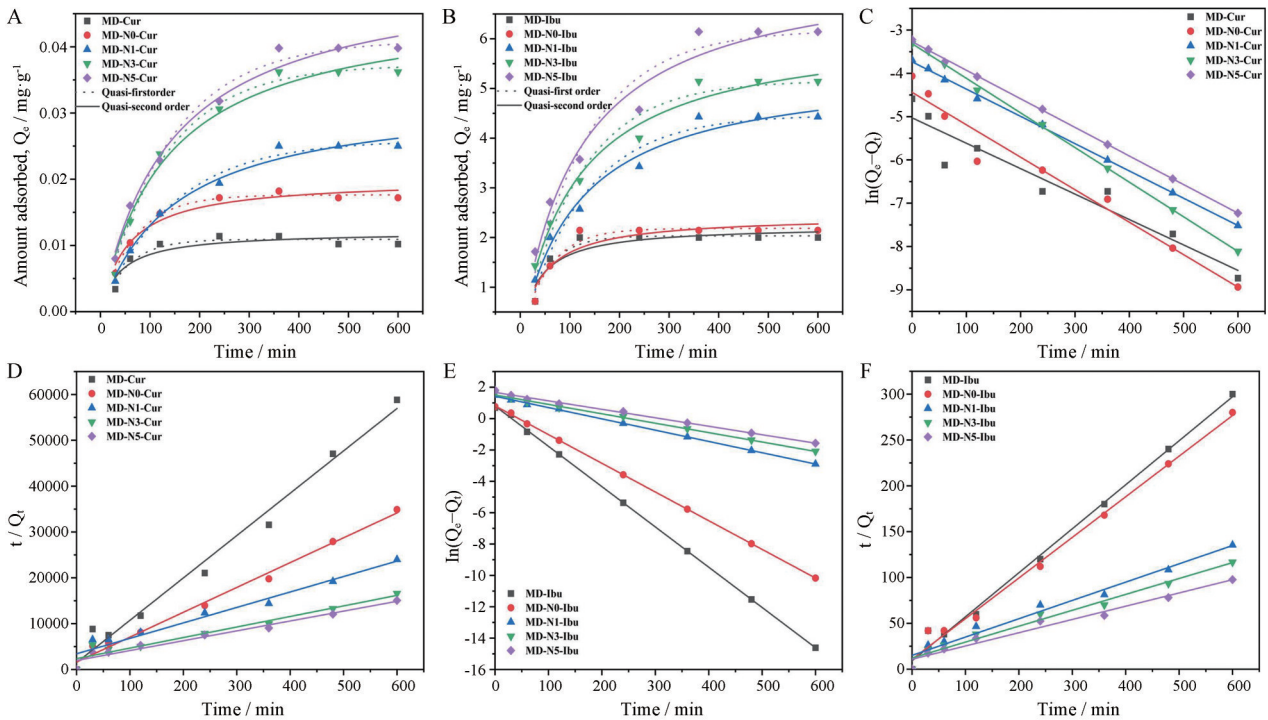 A
MD-Cur
MD-N0-Cur
MD-N1-Cur
MD-N3-Cur
MD-N5-Cur
Quasi-firstorder
Quasi-second order
Amount adsorbed, Qe / mg·g-1
0.04
0.03
0.02
0.01
0.00
0 100 200 300 400 500 600
Time / min
B
MD-Ibu
MD-N0-Ibu
MD-N1-Ibu
MD-N3-Ibu
MD-N5-Ibu
Quasi-first order
Quasi-second order
Amount adsorbed, Qe / mg·g-1
6
5
4
3
2
1
0 100 200 300 400 500 600
Time / min
C
MD-Cur
MD-N0-Cur
MD-N1-Cur
MD-N3-Cur
MD-N5-Cur
ln(Qe−Qt)
-3
-4
-5
-6
-7
-8
-9
0 100 200 300 400 500 600
Time / min
D
MD-Cur
MD-N0-Cur
MD-N1-Cur
MD-N3-Cur
MD-N5-Cur
t / Qt
60000
50000
40000
30000
20000
10000
0
0 100 200 300 400 500 600
Time / min
E
ln(Qe−Qt)
2
0
-2
-4
-6
-8
-10
-12
-14
-16
MD-Ibu
MD-N0-Ibu
MD-N1-Ibu
MD-N3-Ibu
MD-N5-Ibu
0 100 200 300 400 500 600
Time / min
F
MD-Ibu
MD-N0-Ibu
MD-N1-Ibu
MD-N3-Ibu
MD-N5-Ibu
t / Qt
300
250
200
150
100
50
0
0 100 200 300 400 500 600
Time / min